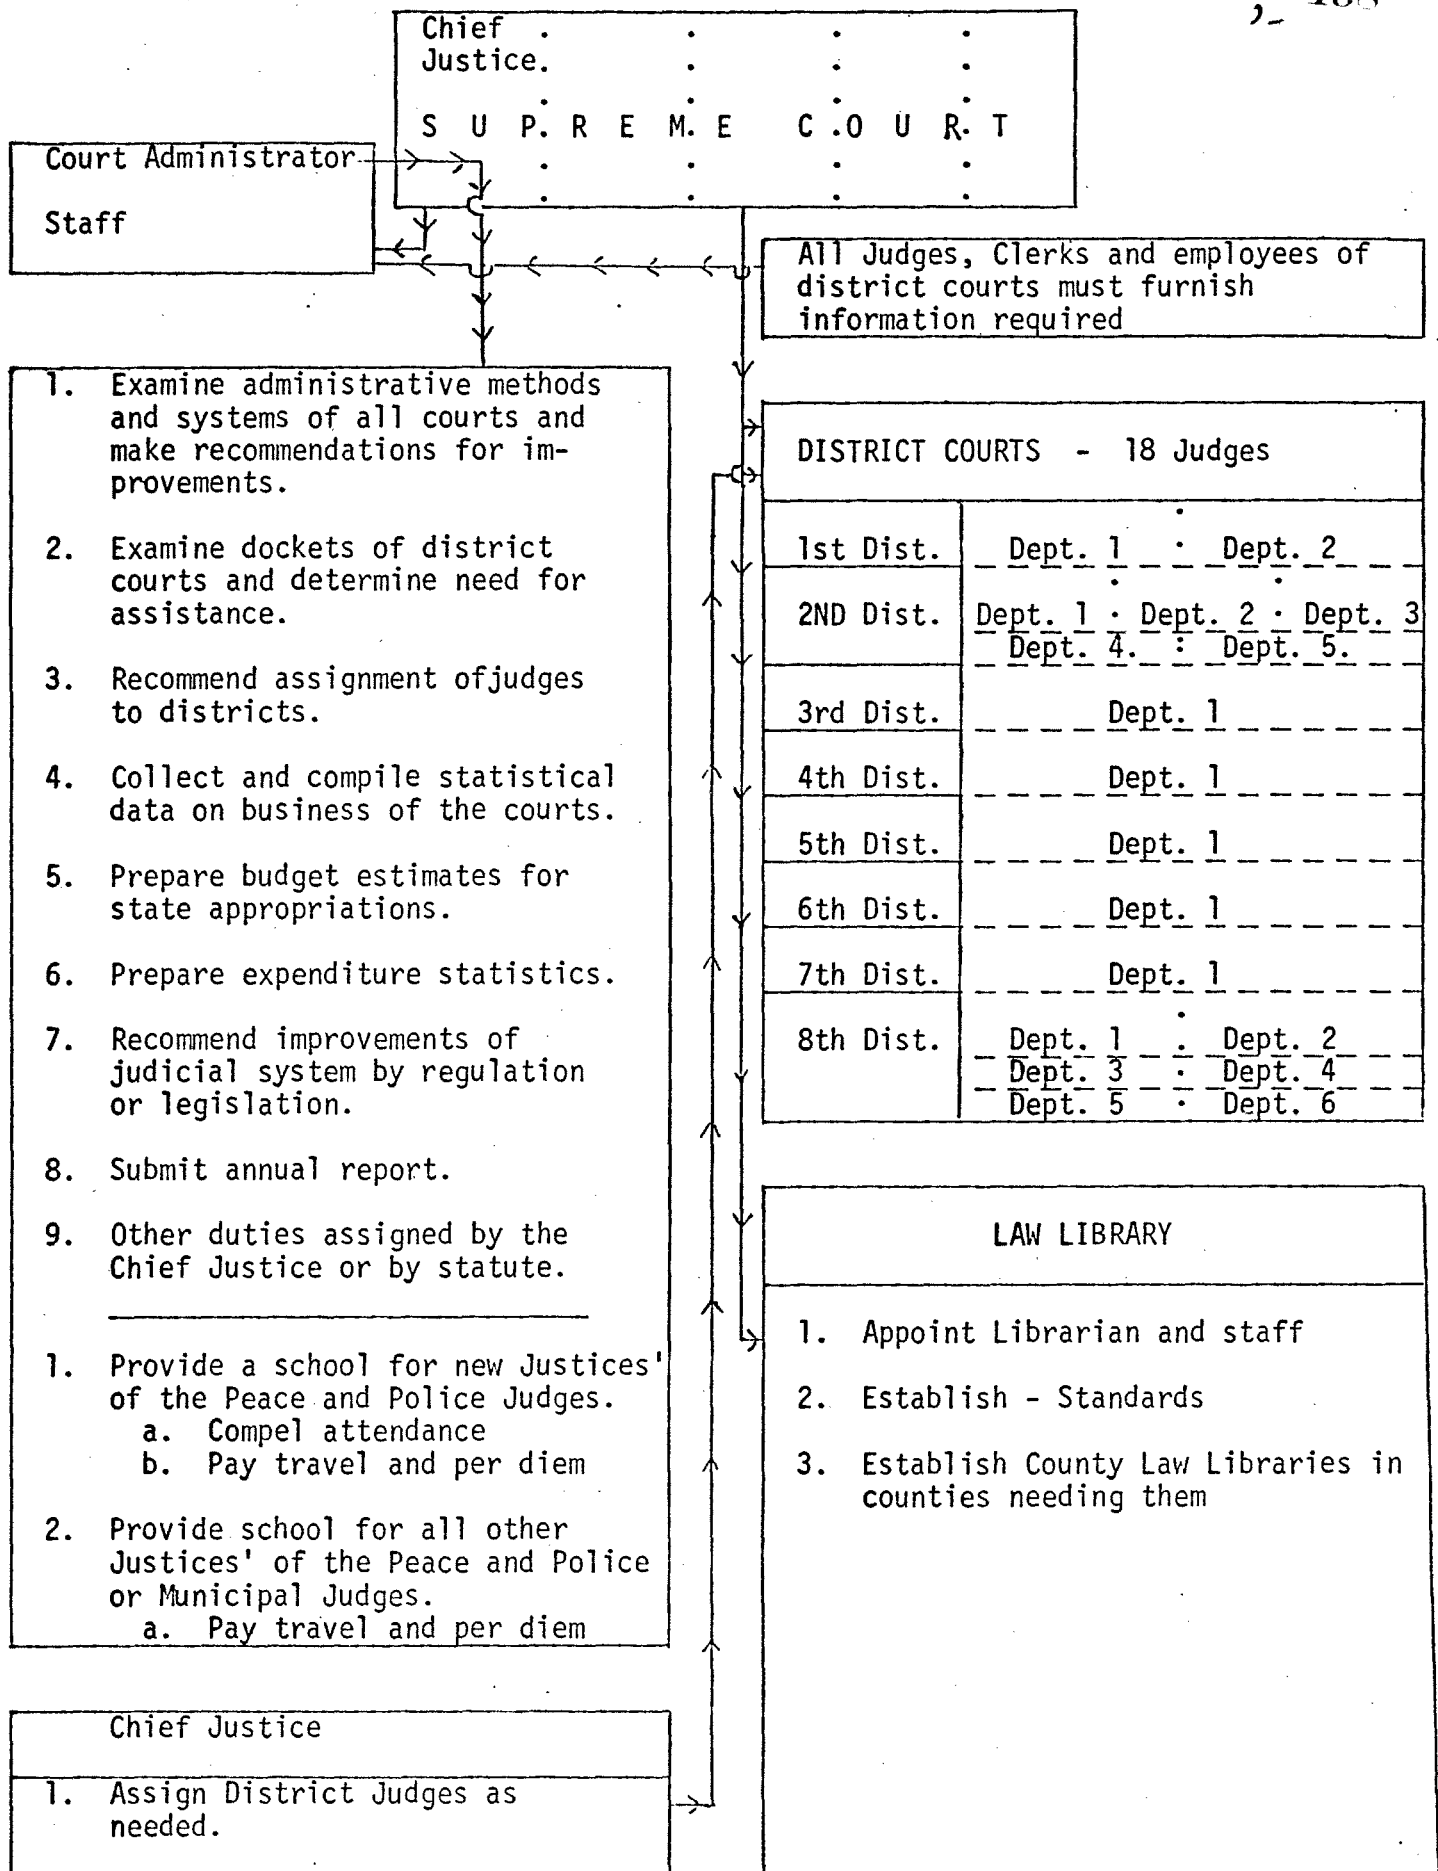 Chief
Justice.
S U P R E M E C O U R T
Court Administrator
Staff
All Judges, Clerks and employees of
district courts must furnish
information required
1. Examine administrative methods
and systems of all courts and
make recommendations for im-
provements.
2. Examine dockets of district
courts and determine need for
assistance.
3. Recommend assignment ofjudges
to districts.
4. Collect and compile statistical
data on business of the courts.
5. Prepare budget estimates for
state appropriations.
6. Prepare expenditure statistics.
7. Recommend improvements of
judicial system by regulation
or legislation.
8. Submit annual report.
9. Other duties assigned by the
Chief Justice or by statute.
1. Provide a school for new Justices'
of the Peace and Police Judges.
a. Compel attendance
b. Pay travel and per diem
2. Provide school for all other
Justices' of the Peace and Police
or Municipal Judges.
a. Pay travel and per diem
Chief Justice
1. Assign District Judges as
needed.
DISTRICT COURTS - 18 Judges
1st Dist. Dept. 1 Dept. 2
2ND Dist. Dept. 1 Dept. 2 Dept. 3
Dept. 4. Dept. 5.
3rd Dist. Dept. 1
4th Dist. Dept. 1
5th Dist. Dept. 1
6th Dist. Dept. 1
7th Dist. Dept. 1
8th Dist. Dept. 1 Dept. 2
Dept. 3 Dept. 4
Dept. 5 Dept. 6
LAW LIBRARY
1. Appoint Librarian and staff
2. Establish - Standards
3. Establish County Law Libraries in
counties needing them